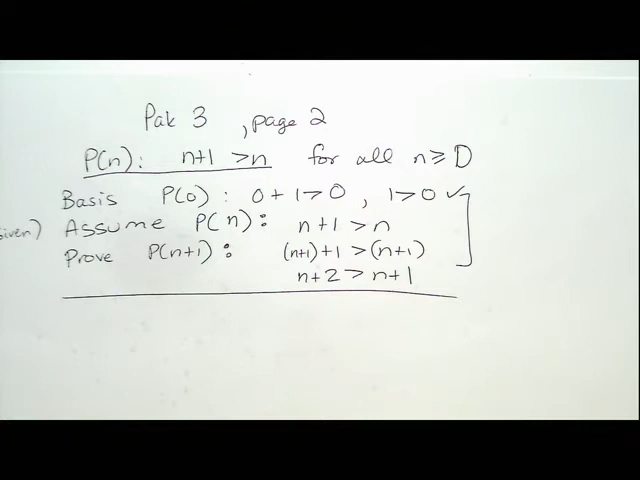 Pak 3 , page 2
P(n): n+1 >n for all n≥0
Basis P(0): 0+1>0, 1>0 ✓
given) Assume P(n): n+1>n
Prove P(n+1): (n+1)+1 >(n+1)
n+2>n+1